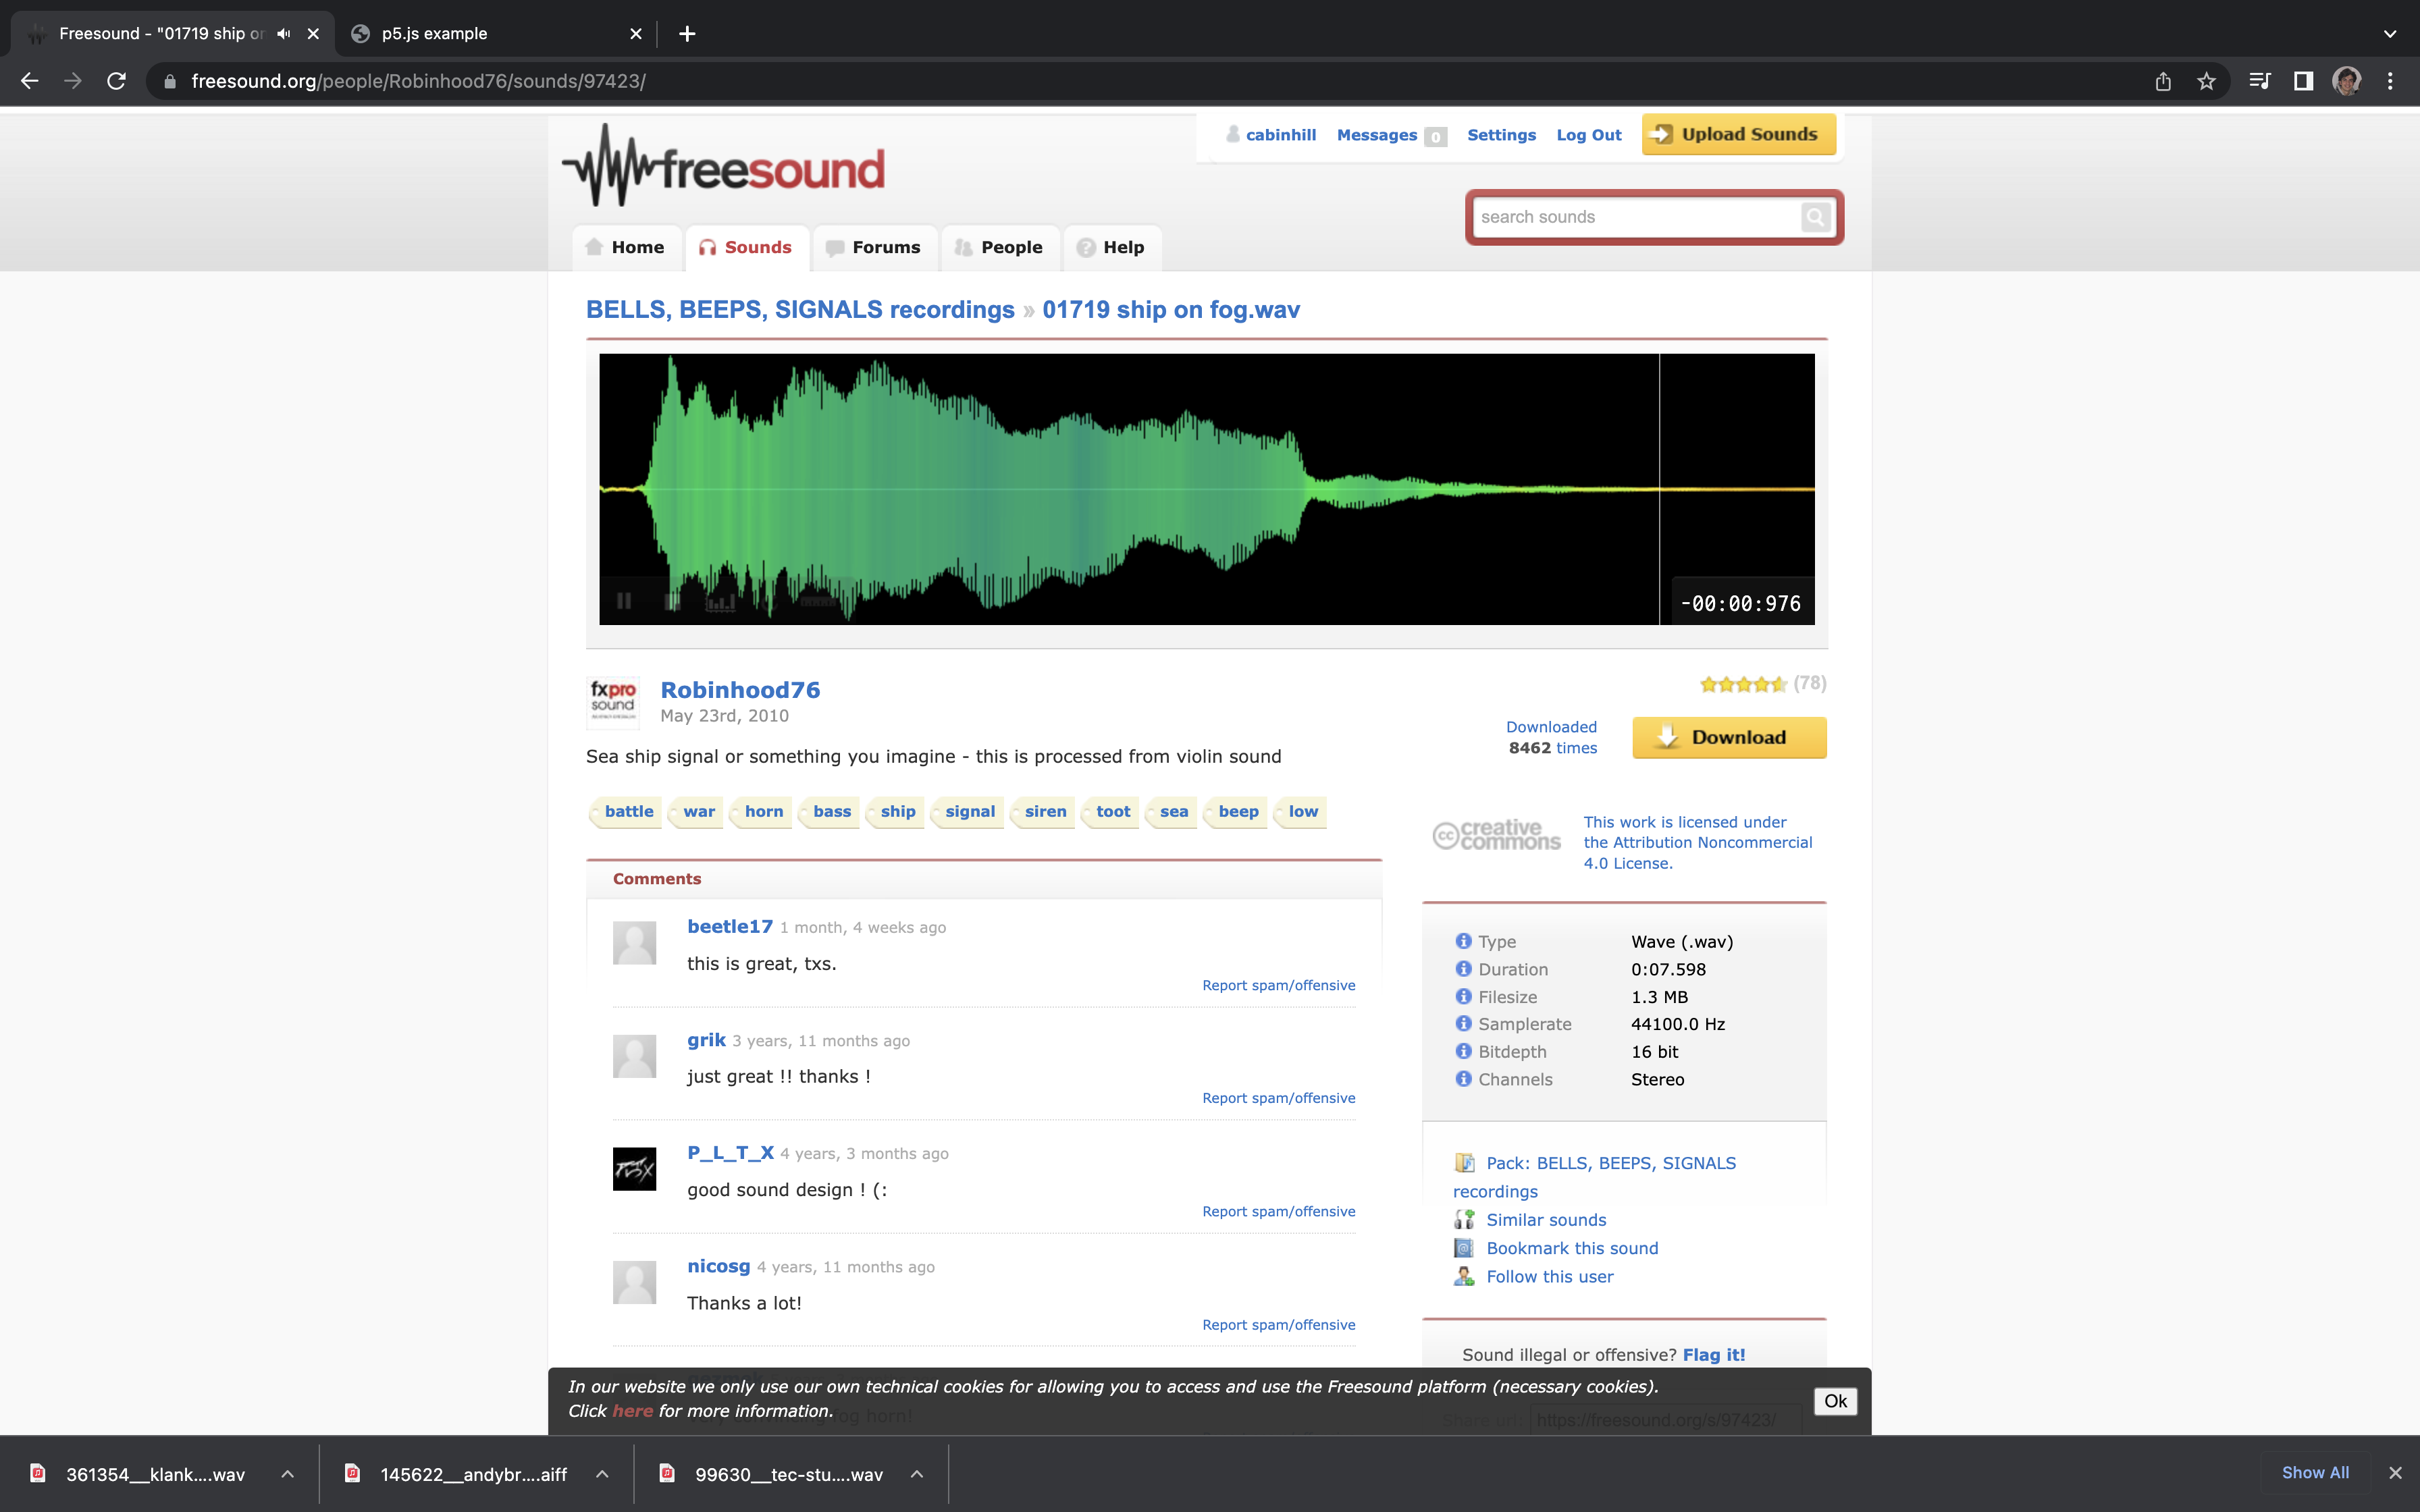 Freesound - "01719 ship or
p5.js example
freesound.org/people/Robinhood76/sounds/97423/
freesound
cabinhill Messages 0 Settings Log Out Upload Sounds
search sounds
Home Sounds Forums People Help
BELLS, BEEPS, SIGNALS recordings » 01719 ship on fog.wav
-00:00:976
fxpro
sound
Robinhood76
May 23rd, 2010
(78)
Downloaded
8462 times
Download
Sea ship signal or something you imagine - this is processed from violin sound
battle war horn bass ship signal siren toot sea beep low
cc creative
commons
This work is licensed under
the Attribution Noncommercial
4.0 License.
Comments
beetle17 1 month, 4 weeks ago
this is great, txs.
Report spam/offensive
grik 3 years, 11 months ago
just great !! thanks !
Report spam/offensive
P_L_T_X 4 years, 3 months ago
good sound design ! (:
Report spam/offensive
nicosg 4 years, 11 months ago
Thanks a lot!
Report spam/offensive
Type Wave (.wav)
Duration 0:07.598
Filesize 1.3 MB
Samplerate 44100.0 Hz
Bitdepth 16 bit
Channels Stereo
Pack: BELLS, BEEPS, SIGNALS
recordings
Similar sounds
Bookmark this sound
Follow this user
Sound illegal or offensive? Flag it!
In our website we only use our own technical cookies for allowing you to access and use the Freesound platform (necessary cookies).
Click here for more information.
Ok
fog horn!
https://freesound.org/s/97423/
361354__klank....wav
145622__andybr....aiff
99630__tec-stu....wav
Show All